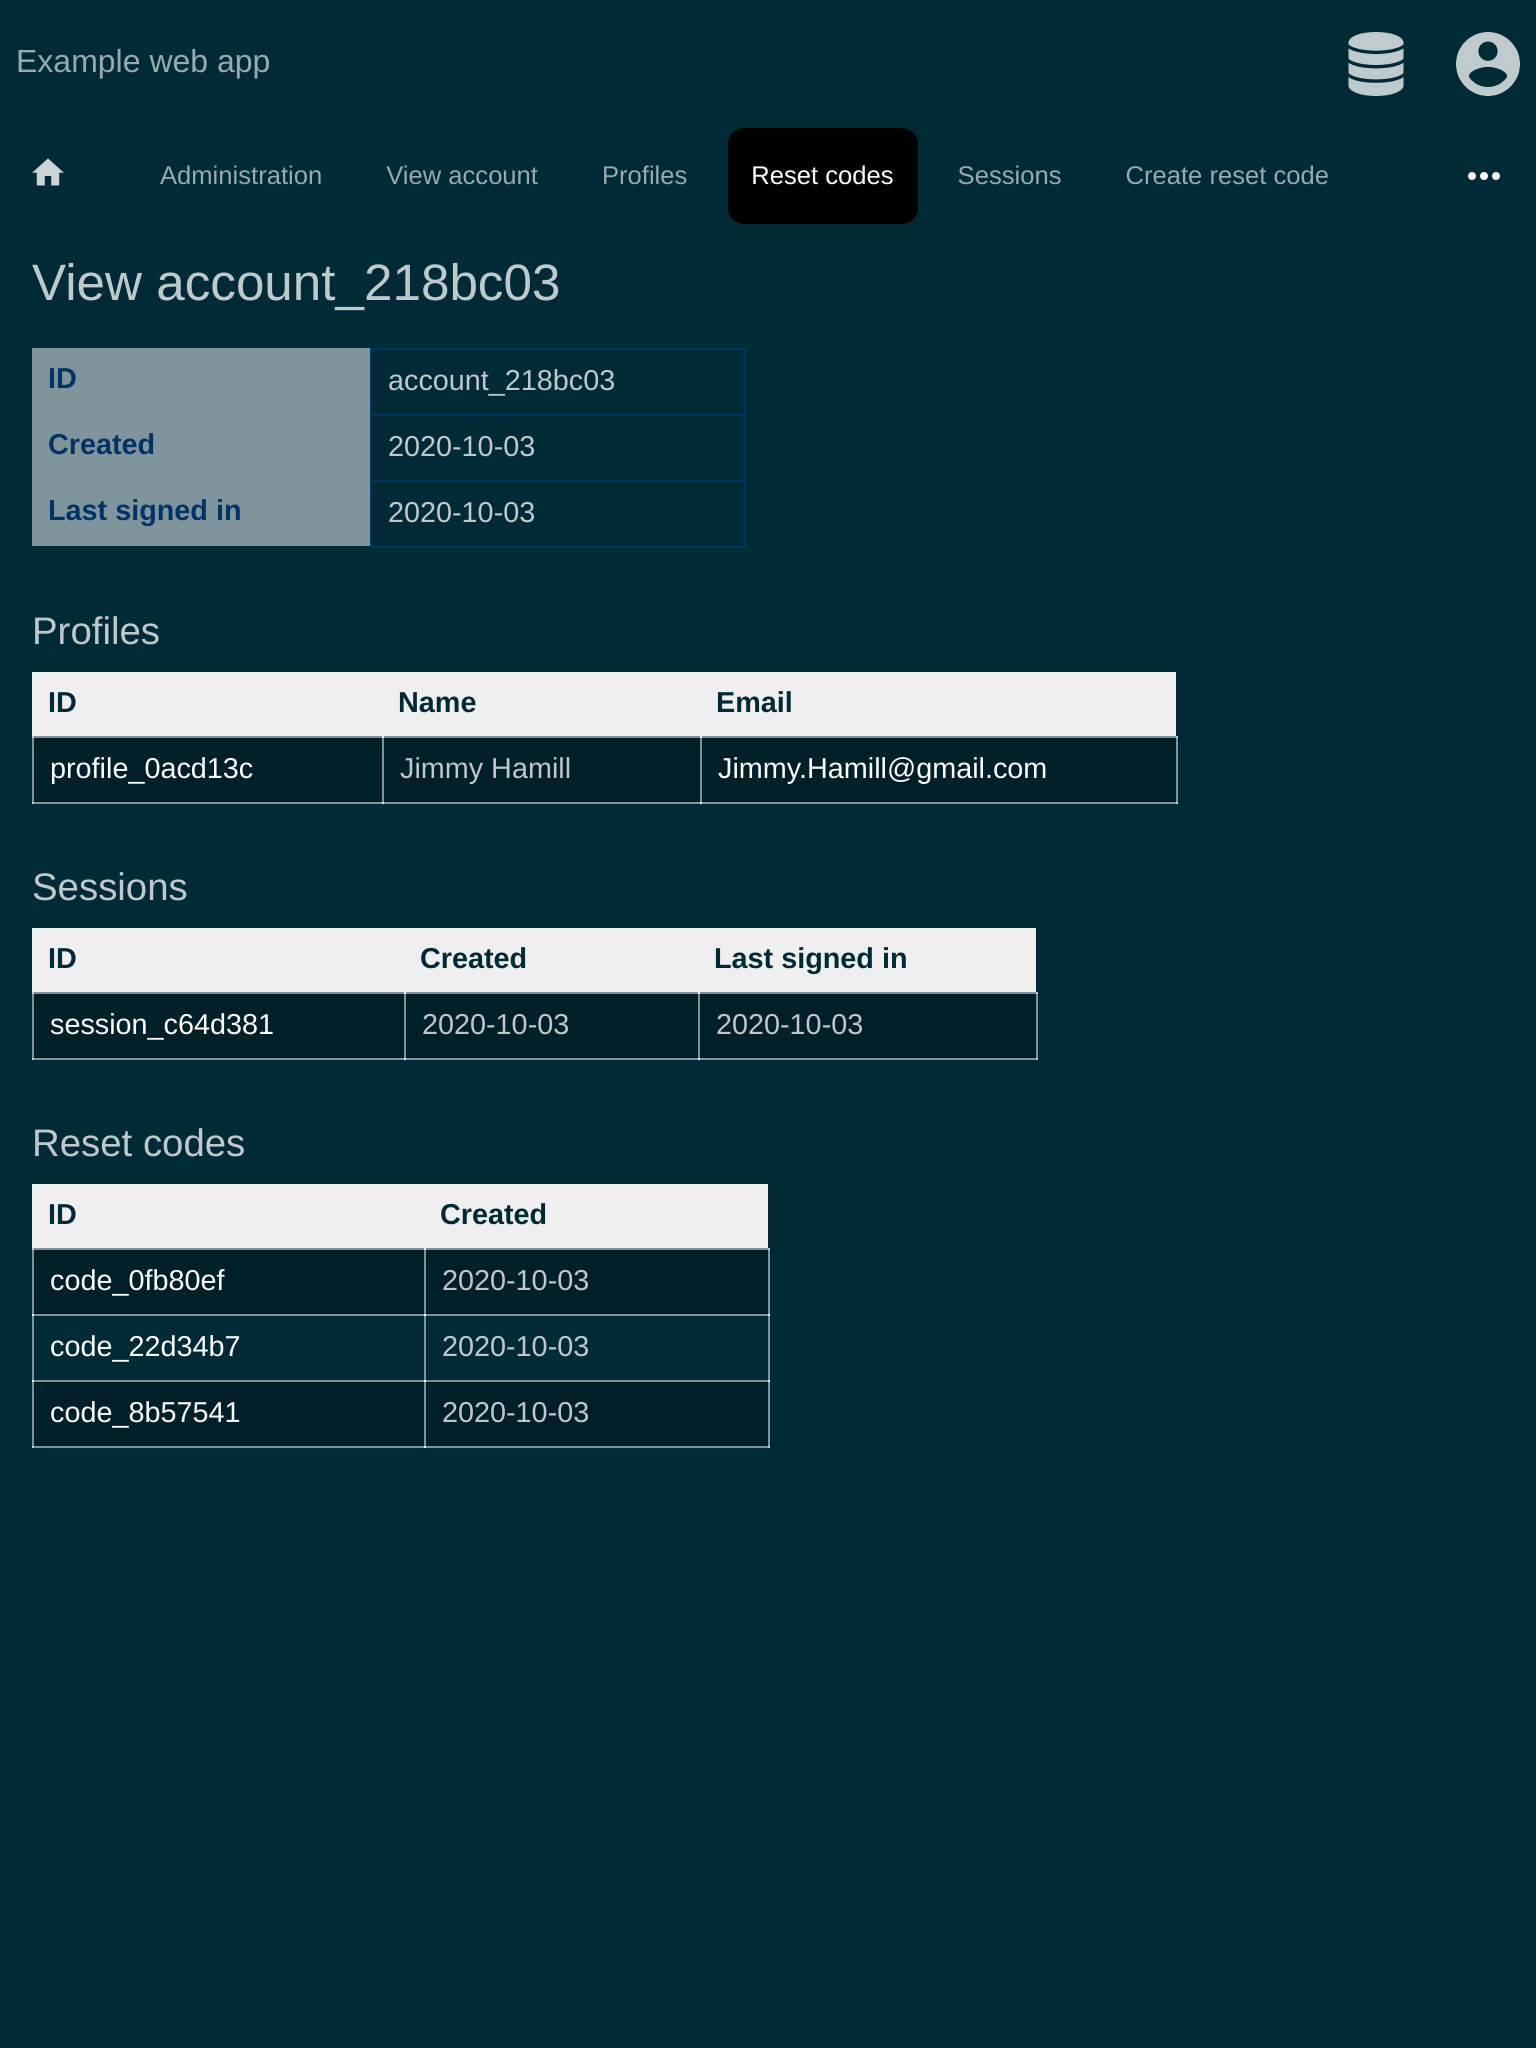 Example web app
Administration View account Profiles Reset codes Sessions Create reset code
View account_218bc03
ID account_218bc03
Created 2020-10-03
Last signed in 2020-10-03
Profiles
ID Name Email
profile_0acd13c Jimmy Hamill Jimmy.Hamill@gmail.com
Sessions
ID Created Last signed in
session_c64d381 2020-10-03 2020-10-03
Reset codes
ID Created
code_0fb80ef 2020-10-03
code_22d34b7 2020-10-03
code_8b57541 2020-10-03